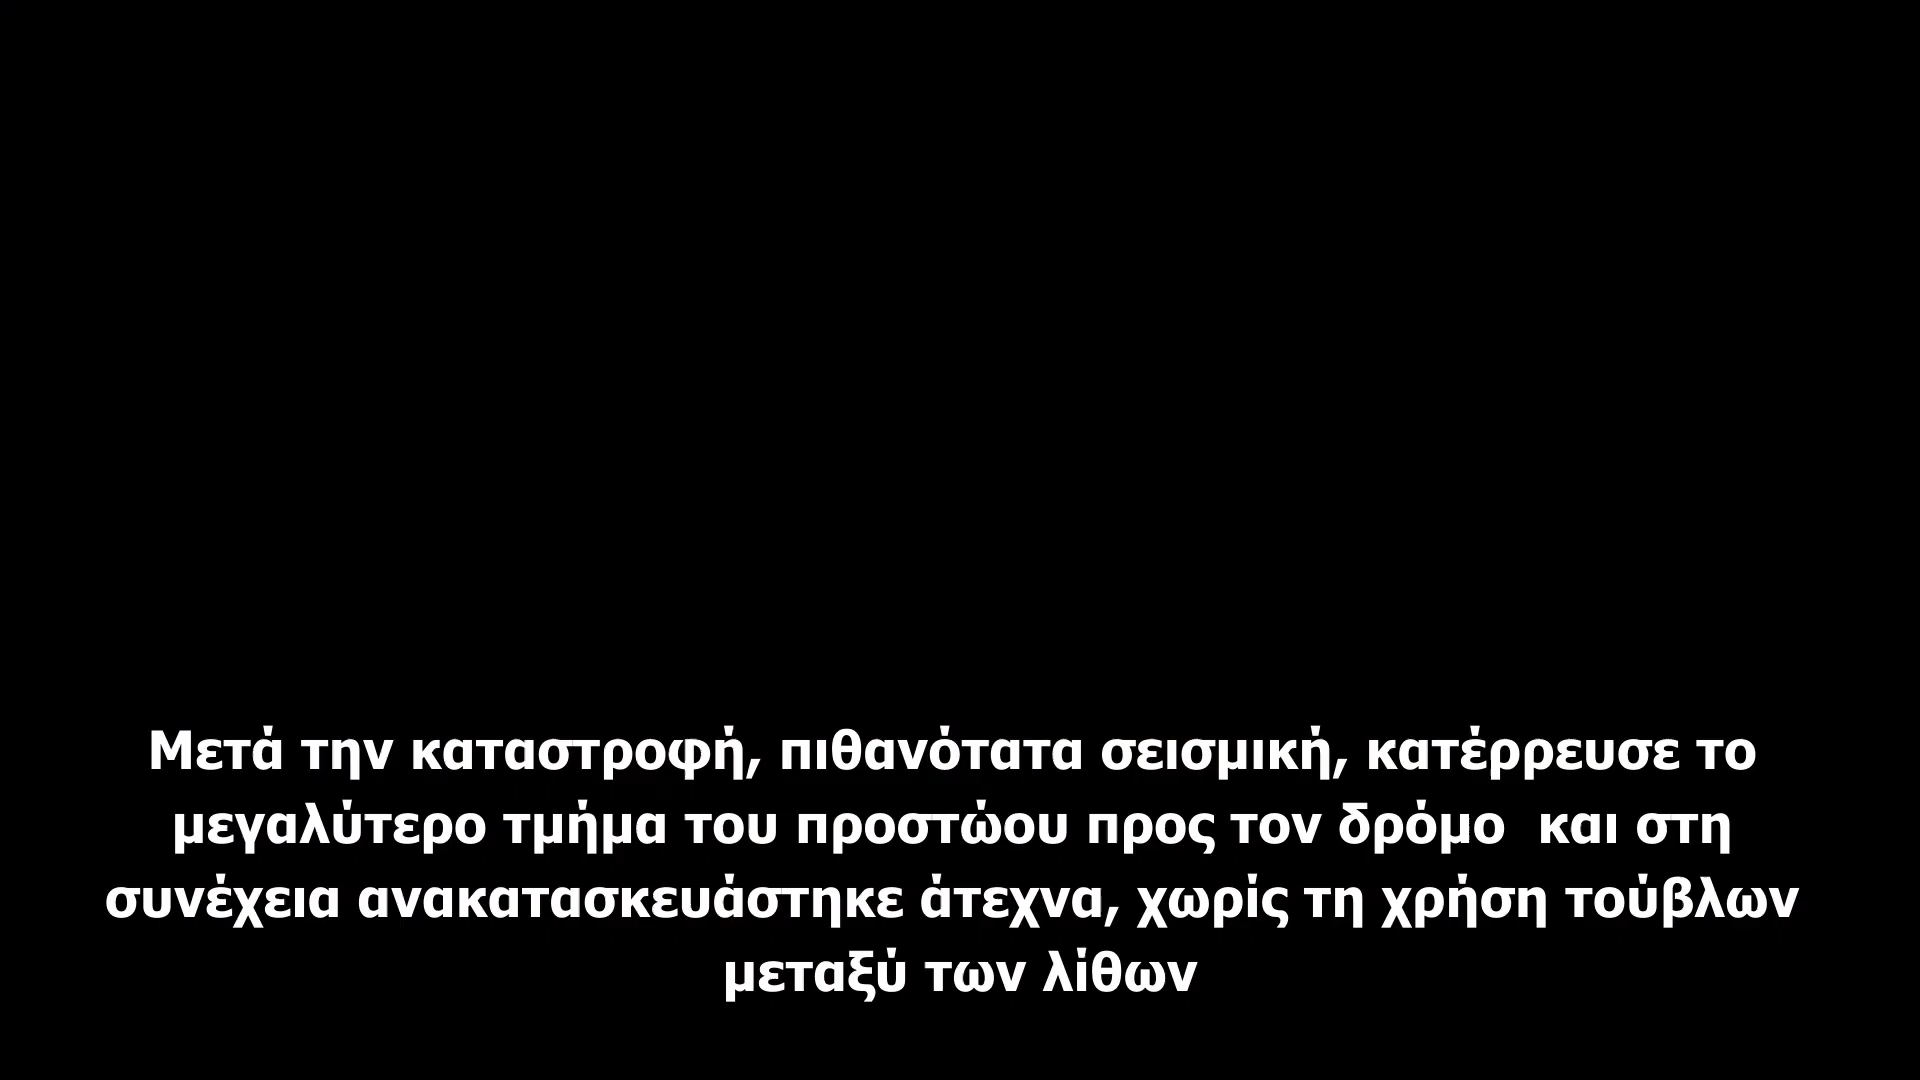 Μετά την καταστροφή, πιθανότατα σεισμική, κατέρρευσε το
μεγαλύτερο τμήμα του προστώου προς τον δρόμο  και στη
συνέχεια ανακατασκευάστηκε άτεχνα, χωρίς τη χρήση τούβλων
μεταξύ των λίθων